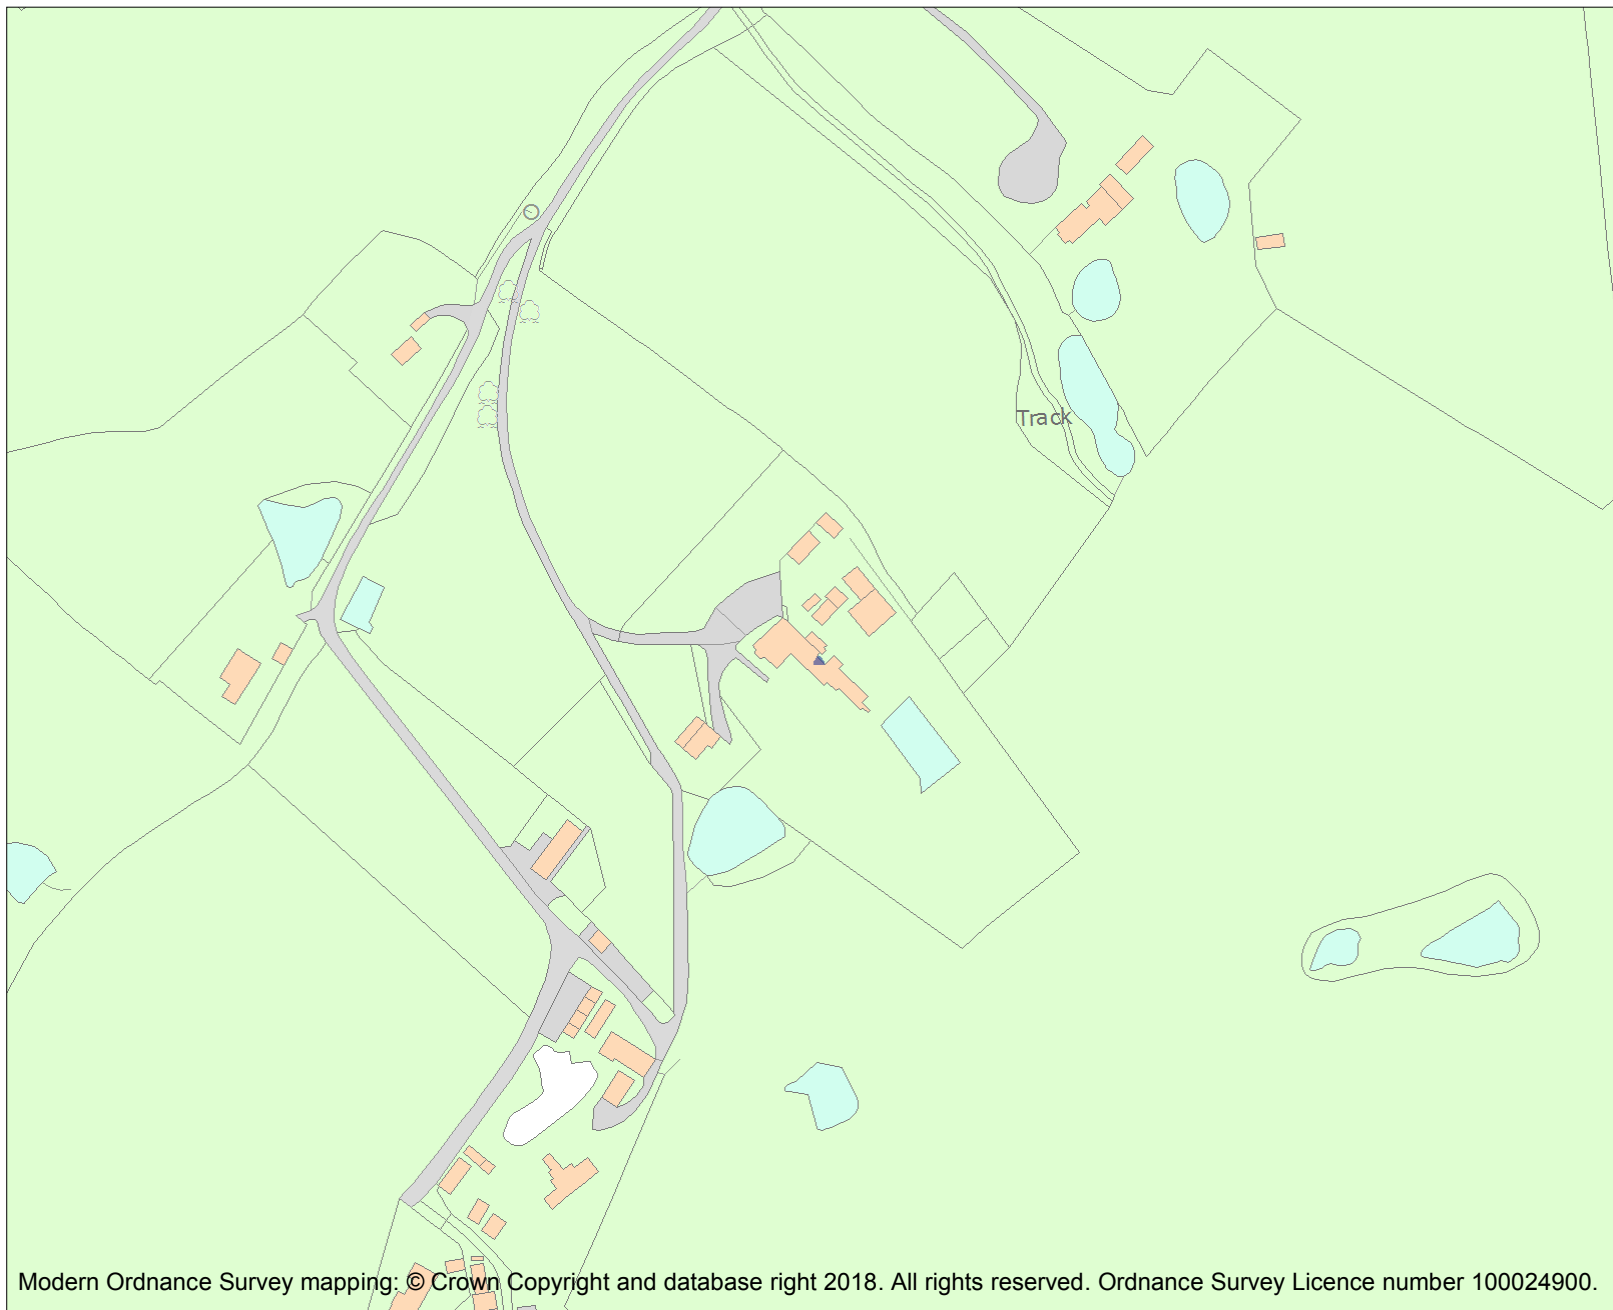 Track
Modern Ordnance Survey mapping: © Crown Copyright and database right 2018. All rights reserved. Ordnance Survey Licence number 100024900.